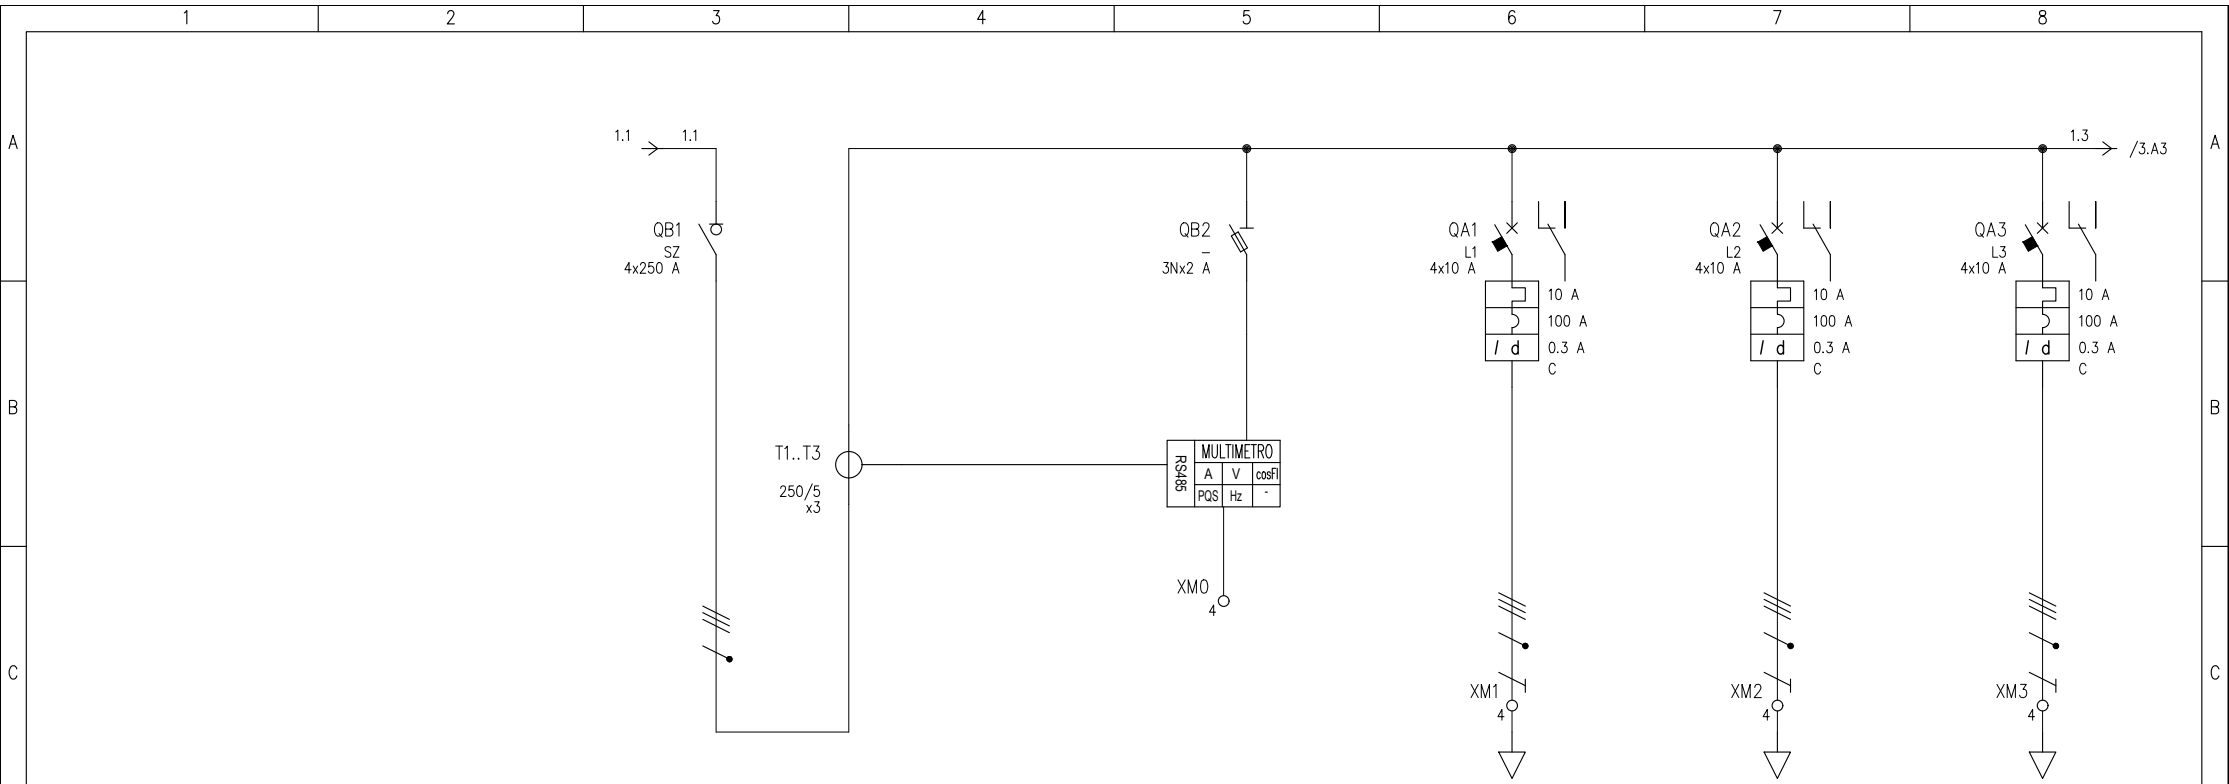 1 2 3 4 5 6 7 8
A A
1.1 1.1 1.3 /3.A3
QB1
SZ
4x250 A
QB2
–
3Nx2 A
QA1
L1
4x10 A
10 A
100 A
I d 0.3 A
C
QA2
L2
4x10 A
10 A
100 A
I d 0.3 A
C
QA3
L3
4x10 A
10 A
100 A
I d 0.3 A
C
B B
T1..T3
250/5
x3
RS485
MULTIMETRO
A V cosFI
PQS Hz -
XM0
4
C C
XM1
4
XM2
4
XM3
4